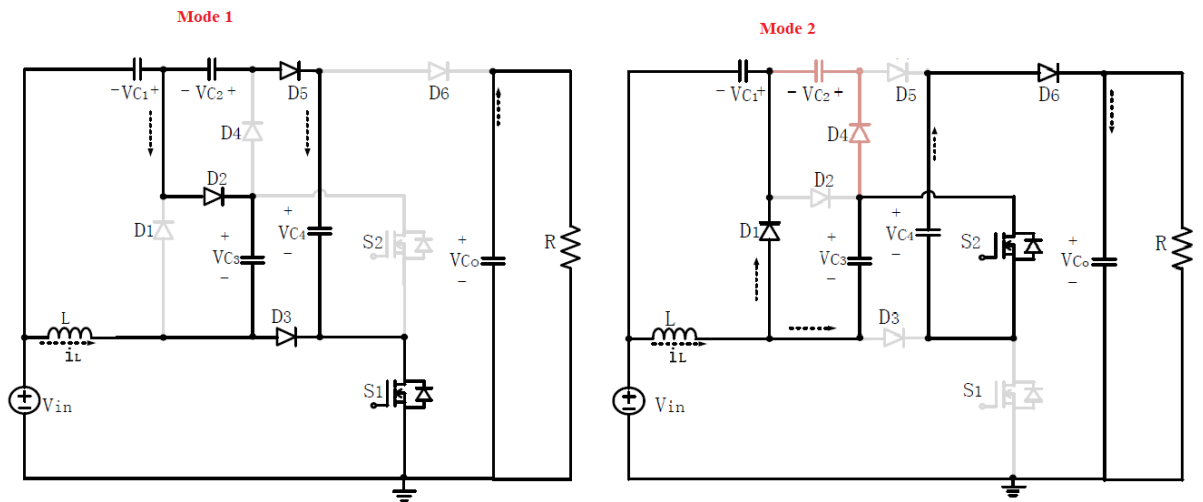 Mode 1
− VC1 + − VC2 + D5 D6
D4
D2
D1 + VC3 − + VC4 − S2 + VCo − R
L D3
iL
Vin S1
Mode 2
− VC1 + − VC2 + D5 D6
D4
D2
D1 + VC3 − + VC4 − S2 + VCo − R
L D3
iL
Vin S1